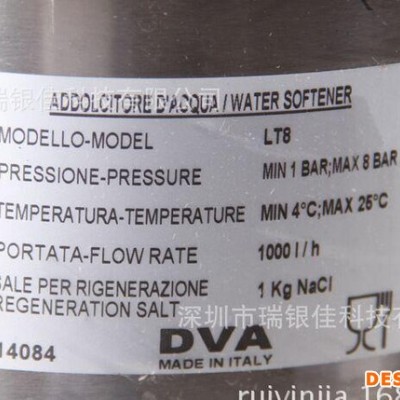 ADDOLCITORE D'ACQUA / WATER SOFTENER
MODELLO-MODEL LT8
PRESSIONE-PRESSURE MIN 1 BAR;MAX 8 BAR
TEMPERATURA-TEMPERATURE MIN 4°C;MAX 25°C
PORTATA-FLOW RATE 1000 l / h
SALE PER RIGENERAZIONE
REGENERATION SALT 1 Kg NaCl
深圳市瑞银佳科技有
14084 DVA
MADE IN ITALY
DES